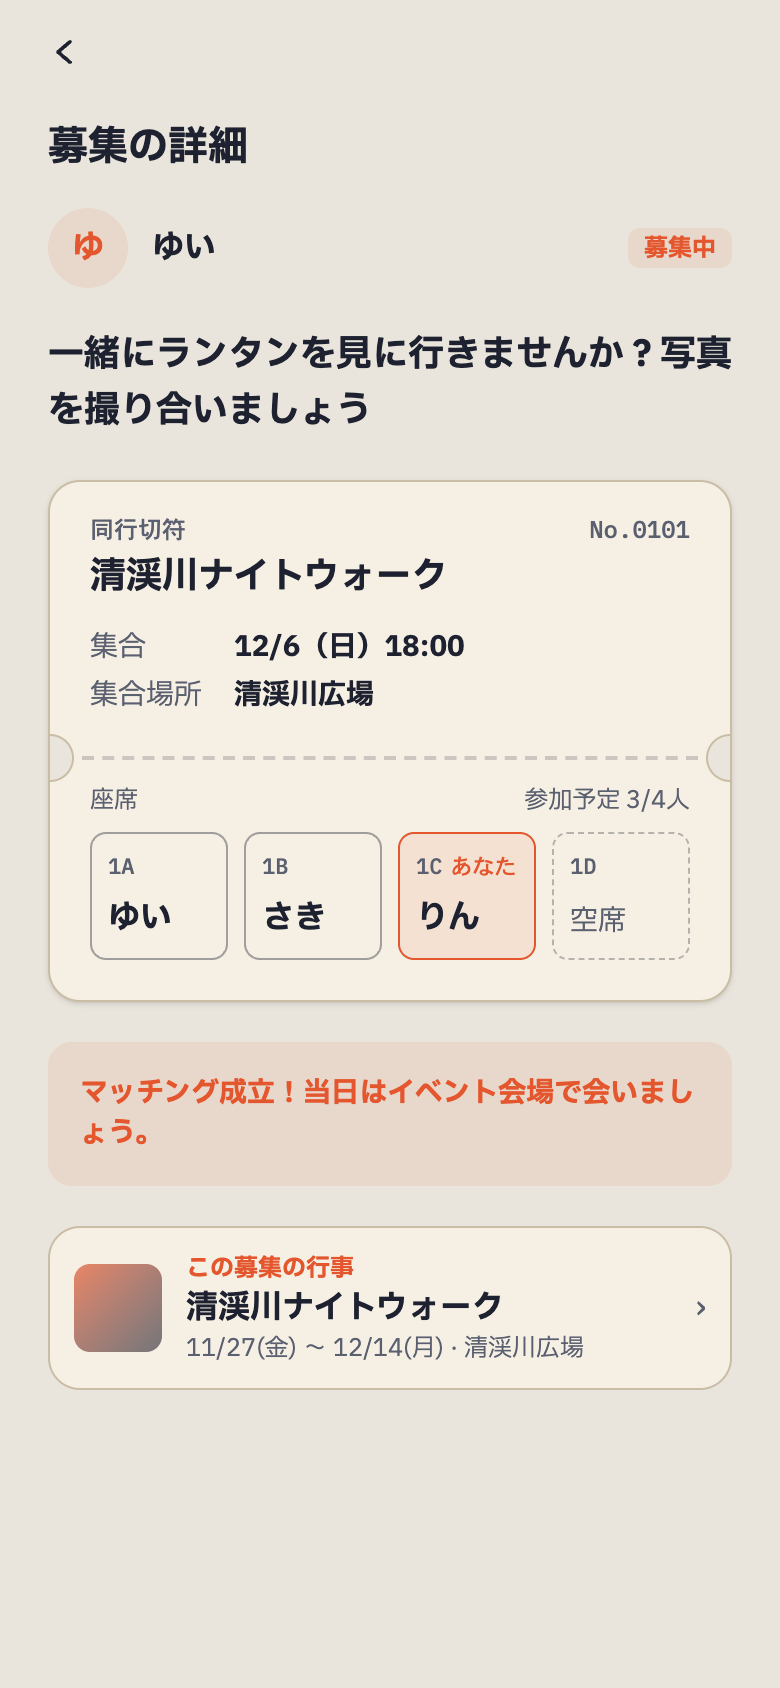 募集の詳細
ゆ ゆい 募集中
一緒にランタンを見に行きませんか？写真
を撮り合いましょう
同行切符 No.0101
清渓川ナイトウォーク
集合 12/6（日）18:00
集合場所 清渓川広場
座席 参加予定 3/4人
1A 1B 1C あなた 1D
ゆい さき りん 空席
マッチング成立！当日はイベント会場で会いまし
ょう。
この募集の行事
清渓川ナイトウォーク
11/27(金) 〜 12/14(月) · 清渓川広場